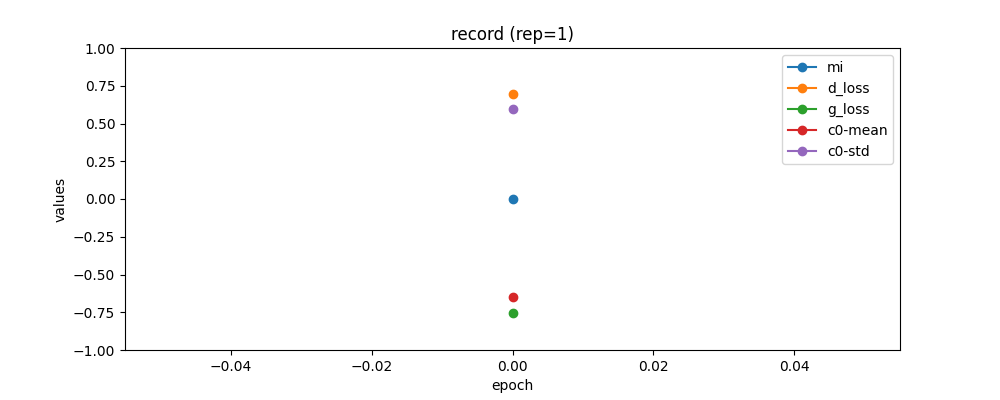 record (rep=1)
1.00
0.75
0.50
0.25
0.00
−0.25
−0.50
−0.75
−1.00
values
mi
d_loss
g_loss
c0-mean
c0-std
−0.04
−0.02
0.00
0.02
0.04
epoch